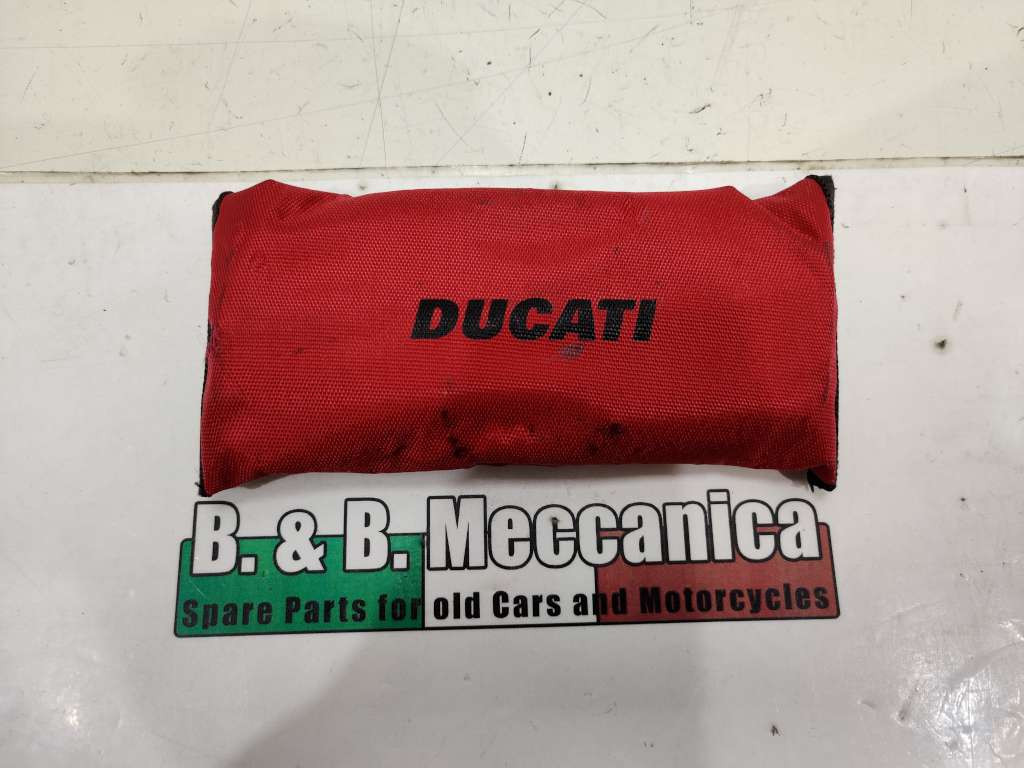 DUCATI
B. & B. Meccanica
Spare Parts for old Cars and Motorcycles